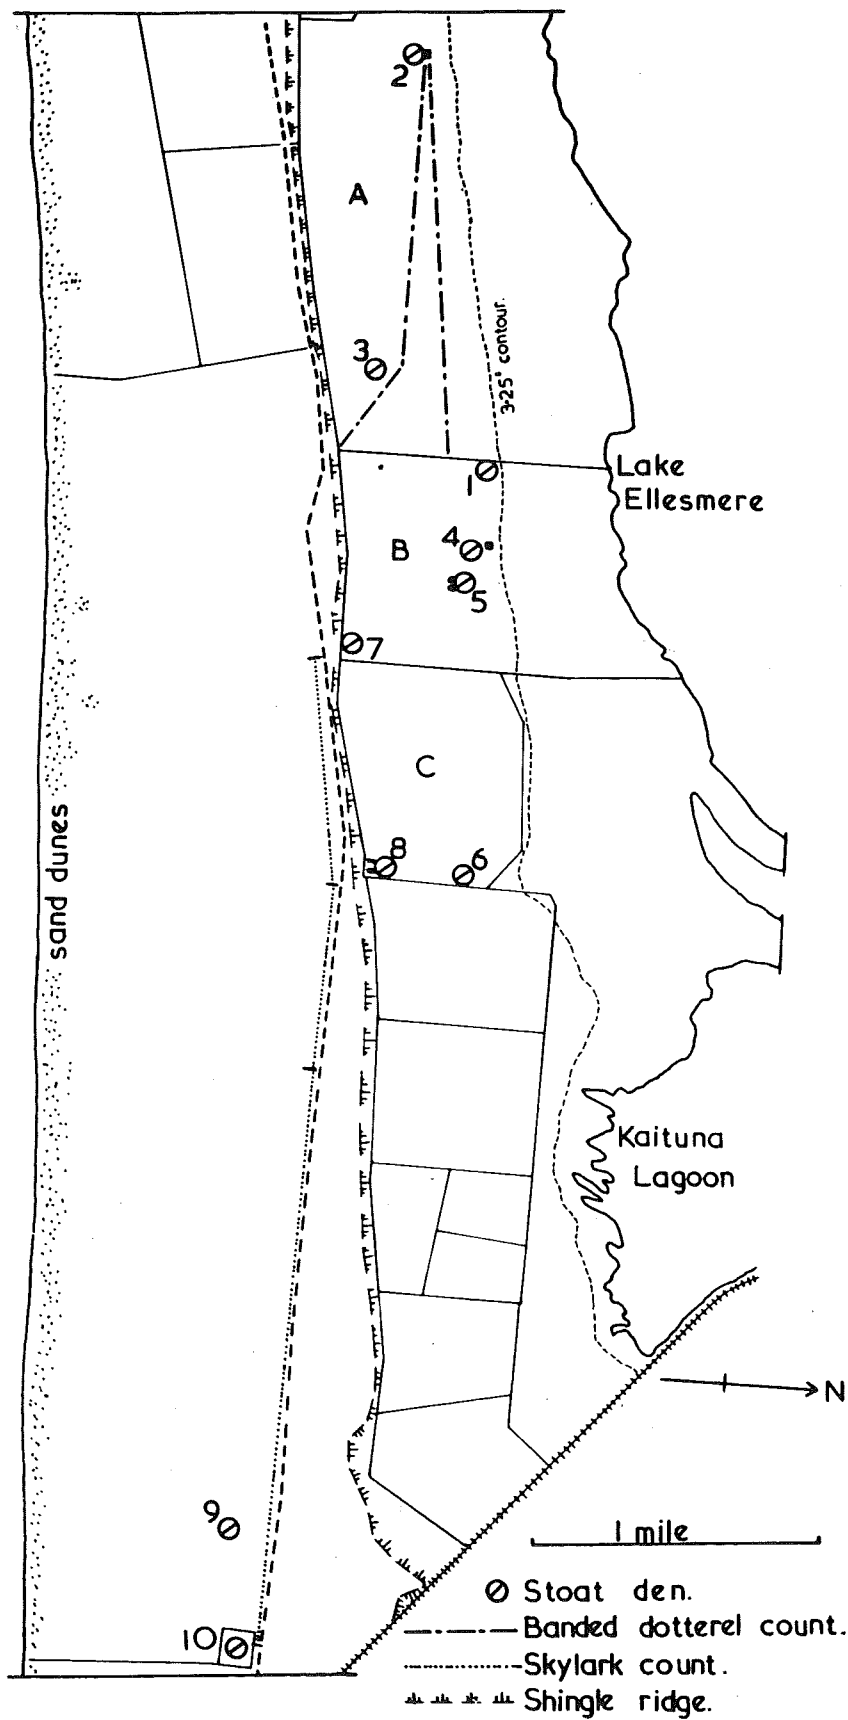 2
A
3
3·25' contour.
1
Lake
Ellesmere
4
B
5
7
C
8
6
sand dunes
Kaituna
Lagoon
N
9
1 mile
10
Stoat den.
Banded dotterel count.
Skylark count.
Shingle ridge.